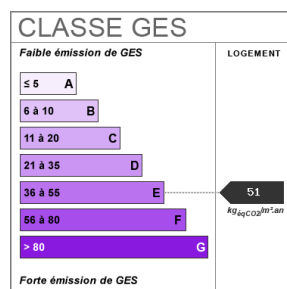 CLASSE GES
Faible émission de GES
LOGEMENT
≤ 5 A
6 à 10 B
11 à 20 C
21 à 35 D
36 à 55 E
51
kgéqCO2/m².an
56 à 80 F
> 80 G
Forte émission de GES